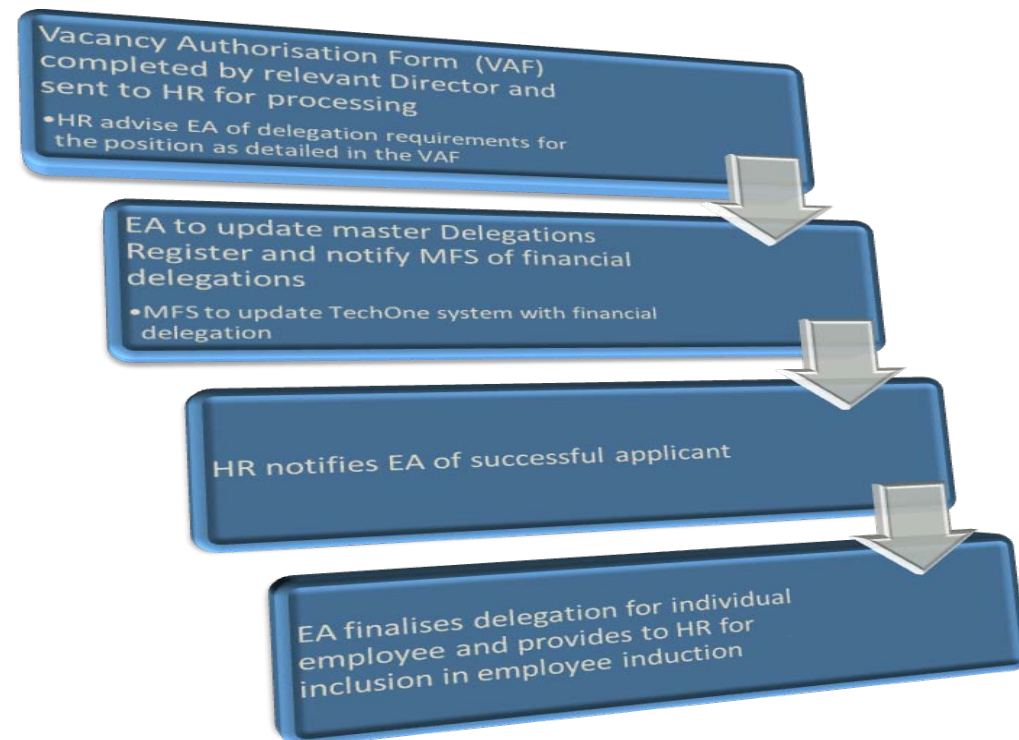 Vacancy Authorisation Form (VAF)
completed by relevant Director and
sent to HR for processing
•HR advise EA of delegation requirements for
the position as detailed in the VAF
EA to update master Delegations
Register and notify MFS of financial
delegations
•MFS to update TechOne system with financial
delegation
HR notifies EA of successful applicant
EA finalises delegation for individual
employee and provides to HR for
inclusion in employee induction